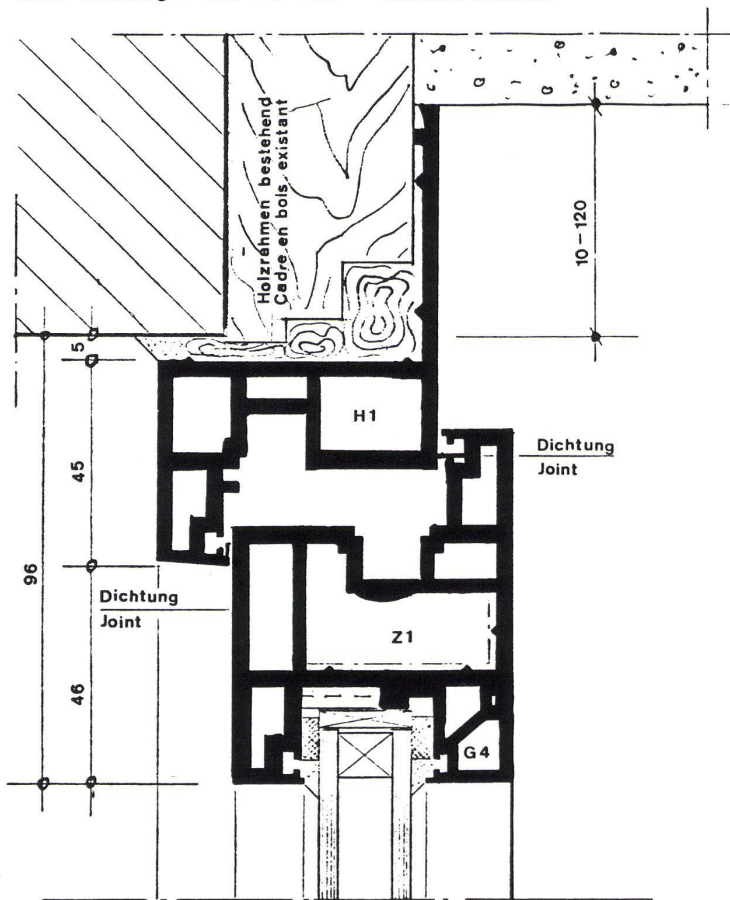 Holzrahmen bestehend
Cadre en bois existant
10-120
5
H1
45
Dichtung
Joint
96
Dichtung
Joint
Z1
46
G4